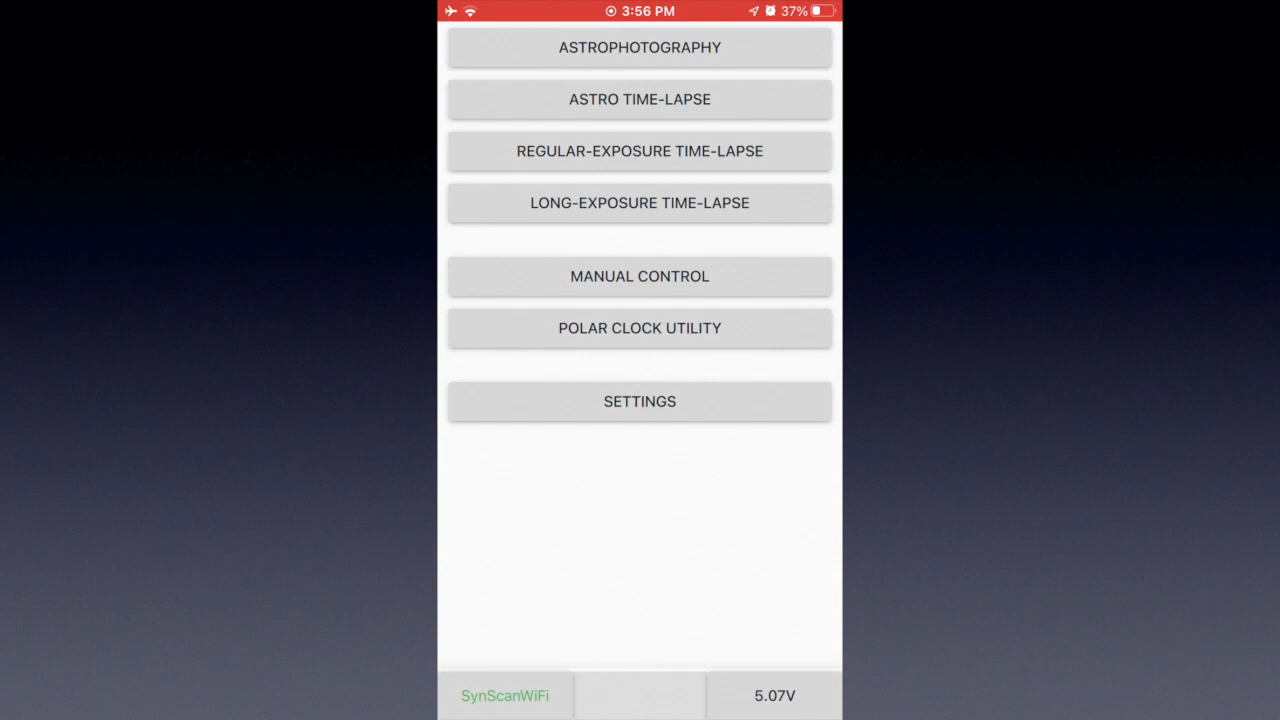 3:56 PM 37%
ASTROPHOTOGRAPHY
ASTRO TIME-LAPSE
REGULAR-EXPOSURE TIME-LAPSE
LONG-EXPOSURE TIME-LAPSE
MANUAL CONTROL
POLAR CLOCK UTILITY
SETTINGS
SynScanWiFi 5.07V